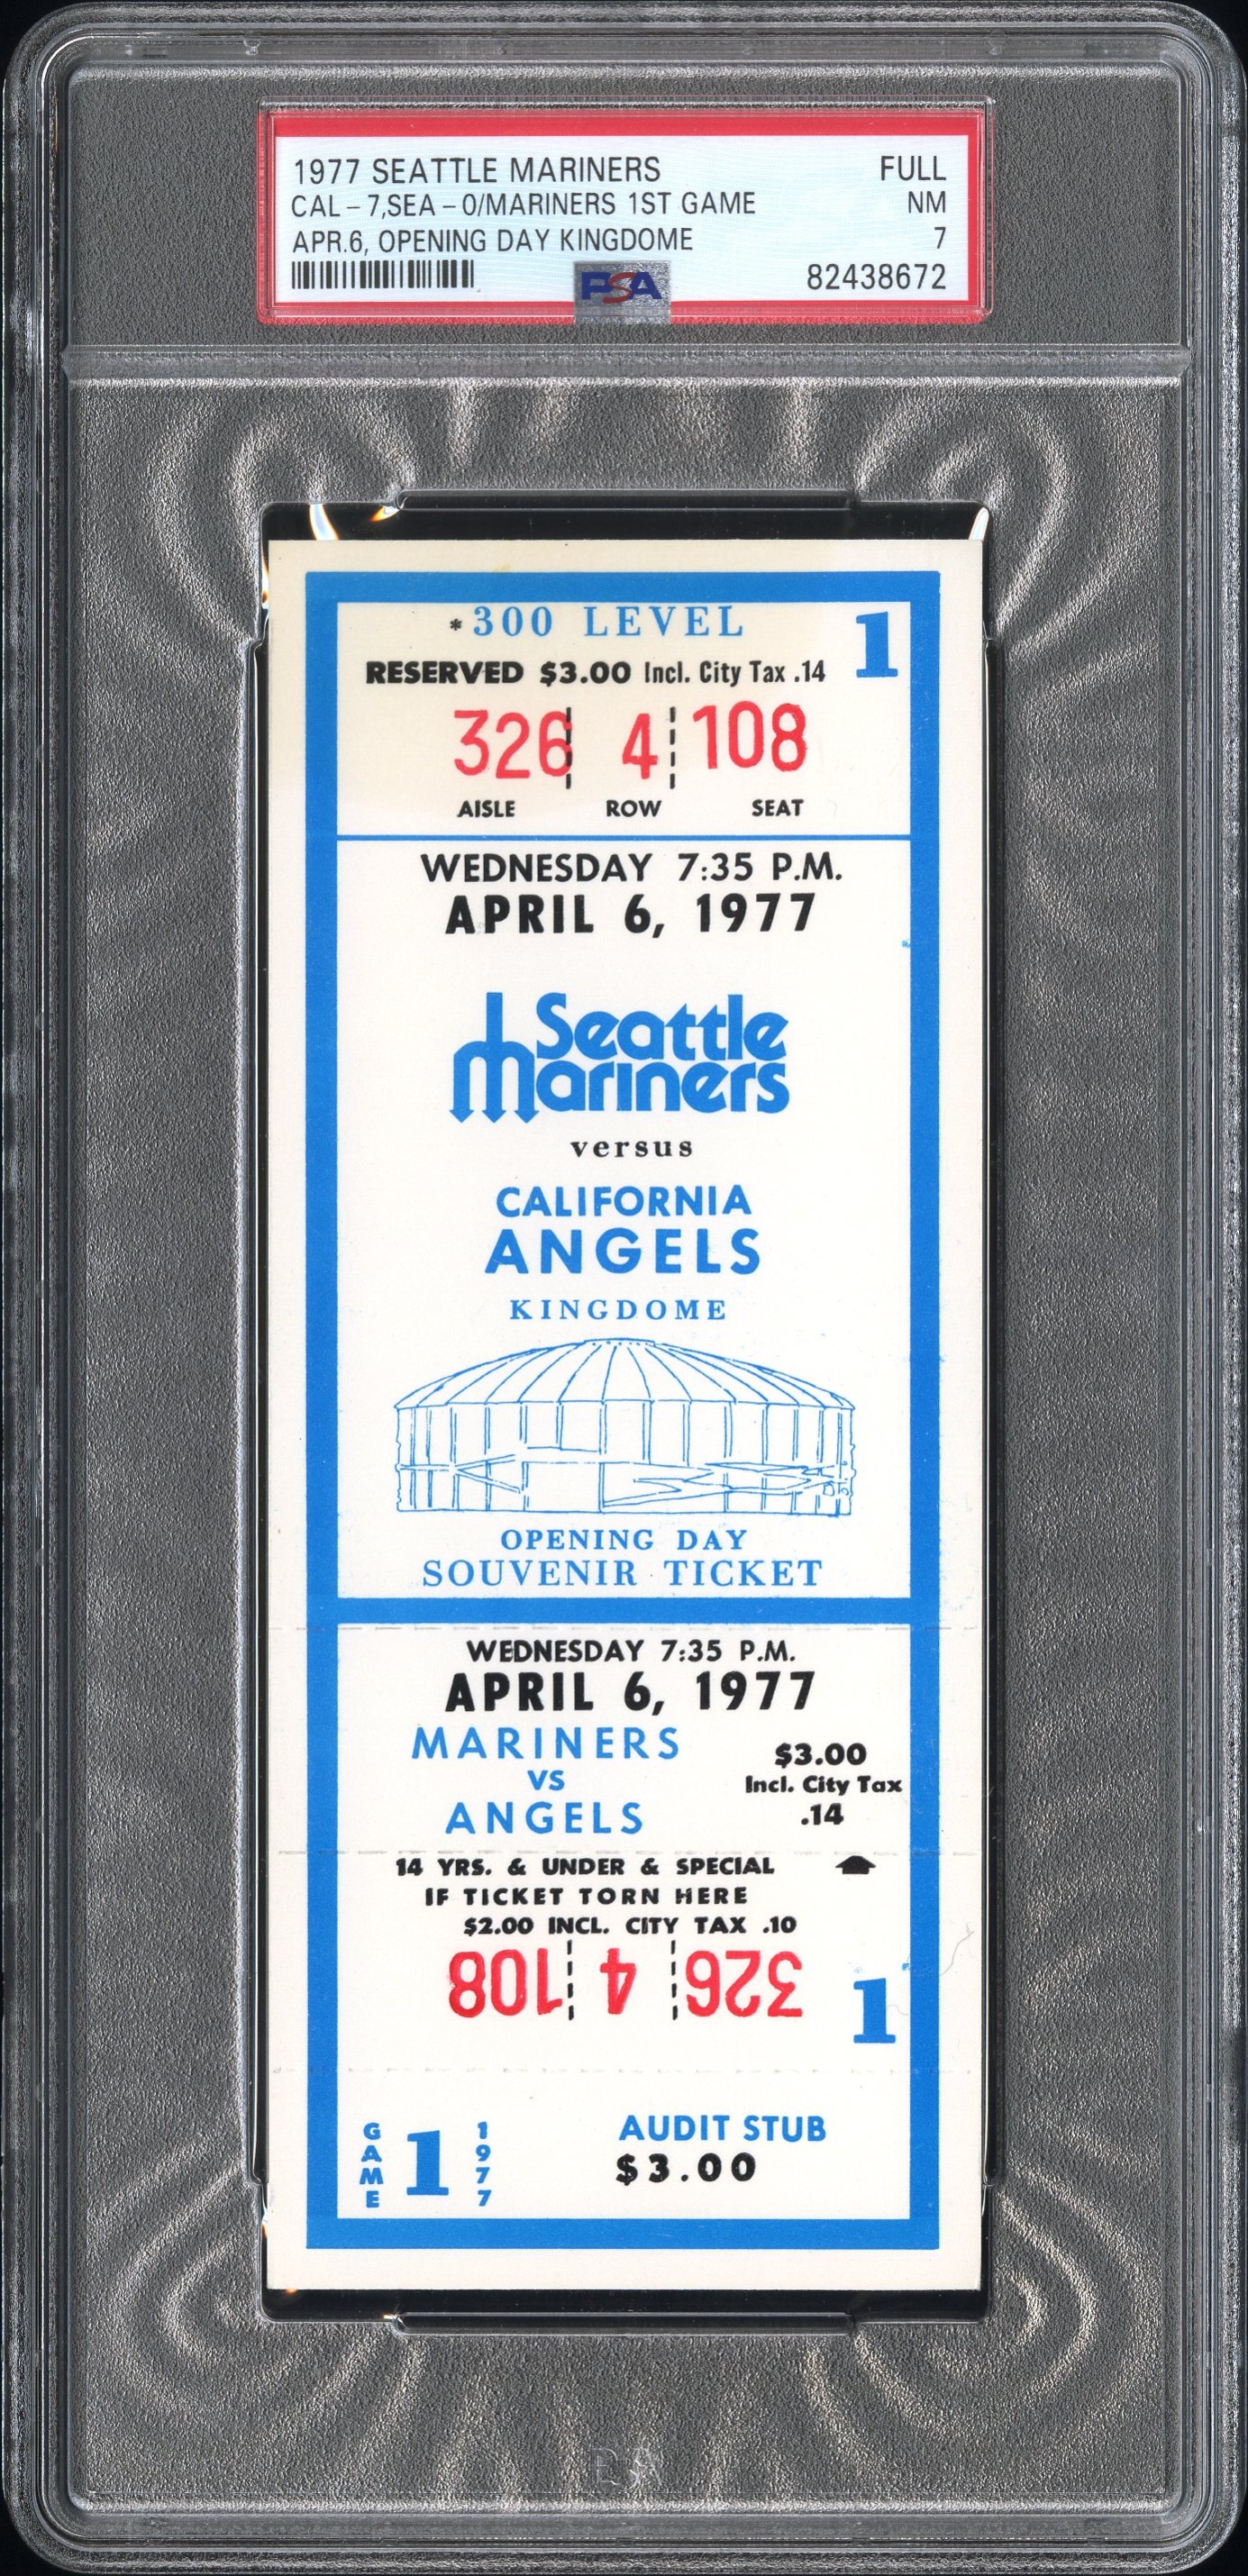 1977 SEATTLE MARINERS FULL
CAL-7,SEA-0/MARINERS 1ST GAME NM
APR.6, OPENING DAY KINGDOME 7
PSA 82438672
*300 LEVEL 1
RESERVED $3.00 Incl. City Tax .14
326 4 108
AISLE ROW SEAT
WEDNESDAY 7:35 P.M.
APRIL 6, 1977
Seattle
Mariners
versus
CALIFORNIA
ANGELS
KINGDOME
OPENING DAY
SOUVENIR TICKET
WEDNESDAY 7:35 P.M.
APRIL 6, 1977
MARINERS
VS
ANGELS
$3.00
Incl. City Tax
.14
14 YRS. & UNDER & SPECIAL
IF TICKET TORN HERE
$2.00 INCL. CITY TAX .10
326 4 108
1
GAME 1 1977
AUDIT STUB
$3.00
PSA